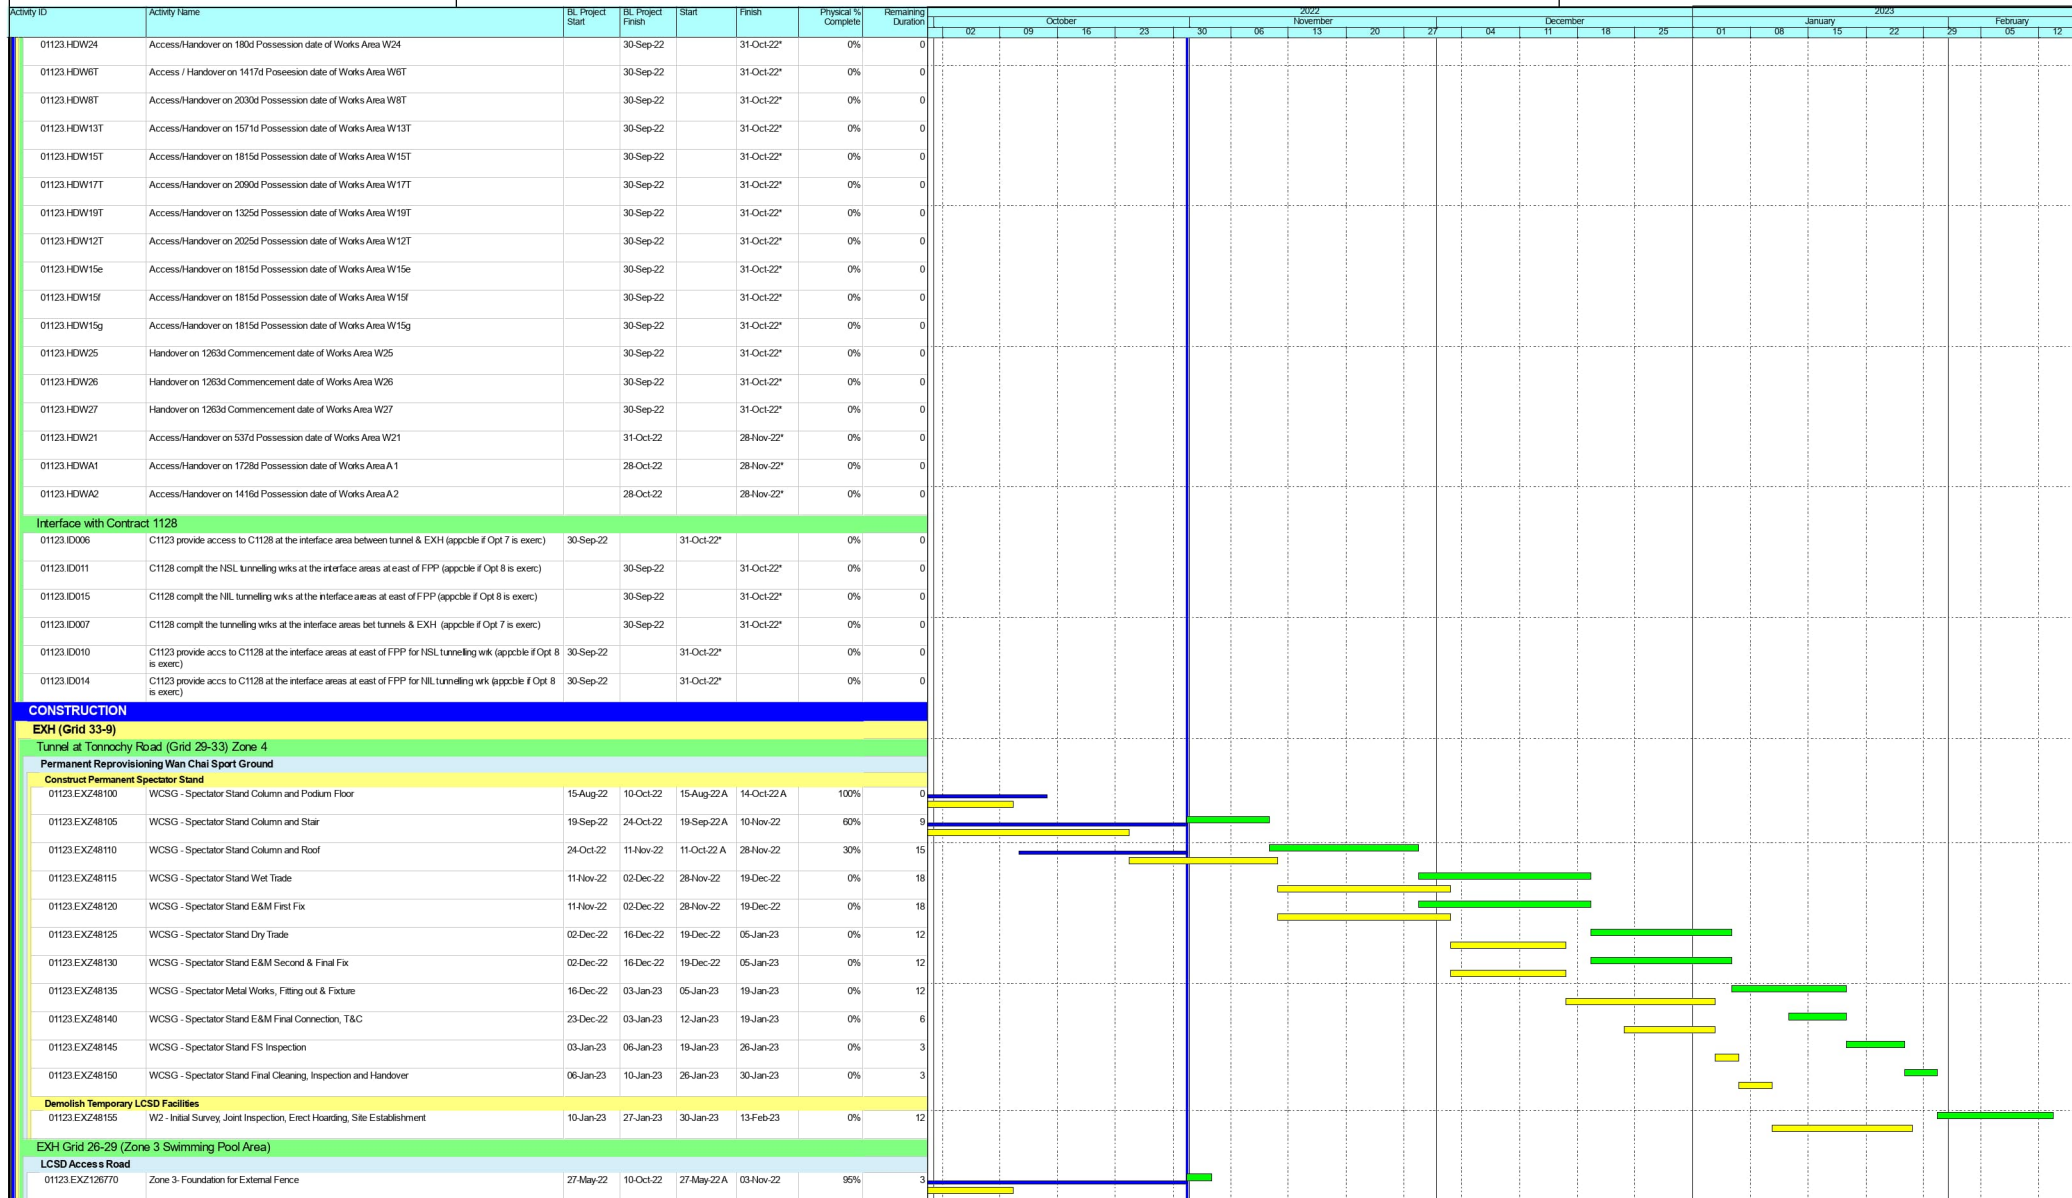 Activity ID Activity Name BL Project Start BL Project Finish Start Finish Physical % Complete Remaining Duration
2022 2023
October November December January February
02 09 16 23 30 06 13 20 27 04 11 18 25 01 08 15 22 29 05 12
01123.HDW24 Access/Handover on 180d Possession date of Works Area W24 30-Sep-22 31-Oct-22* 0% 0
01123.HDW6T Access / Handover on 1417d Poseesion date of Works Area W6T 30-Sep-22 31-Oct-22* 0% 0
01123.HDW8T Access/Handover on 2030d Possession date of Works Area W8T 30-Sep-22 31-Oct-22* 0% 0
01123.HDW13T Access/Handover on 1571d Possession date of Works Area W13T 30-Sep-22 31-Oct-22* 0% 0
01123.HDW15T Access/Handover on 1815d Possession date of Works Area W15T 30-Sep-22 31-Oct-22* 0% 0
01123.HDW17T Access/Handover on 2090d Possession date of Works Area W17T 30-Sep-22 31-Oct-22* 0% 0
01123.HDW19T Access/Handover on 1325d Possession date of Works Area W19T 30-Sep-22 31-Oct-22* 0% 0
01123.HDW12T Access/Handover on 2025d Possession date of Works Area W12T 30-Sep-22 31-Oct-22* 0% 0
01123.HDW15e Access/Handover on 1815d Possession date of Works Area W15e 30-Sep-22 31-Oct-22* 0% 0
01123.HDW15f Access/Handover on 1815d Possession date of Works Area W15f 30-Sep-22 31-Oct-22* 0% 0
01123.HDW15g Access/Handover on 1815d Possession date of Works Area W15g 30-Sep-22 31-Oct-22* 0% 0
01123.HDW25 Handover on 1263d Commencement date of Works Area W25 30-Sep-22 31-Oct-22* 0% 0
01123.HDW26 Handover on 1263d Commencement date of Works Area W26 30-Sep-22 31-Oct-22* 0% 0
01123.HDW27 Handover on 1263d Commencement date of Works Area W27 30-Sep-22 31-Oct-22* 0% 0
01123.HDW21 Access/Handover on 537d Possession date of Works Area W21 31-Oct-22 28-Nov-22* 0% 0
01123.HDWA1 Access/Handover on 1728d Possession date of Works Area A1 28-Oct-22 28-Nov-22* 0% 0
01123.HDWA2 Access/Handover on 1416d Possession date of Works Area A2 28-Oct-22 28-Nov-22* 0% 0
Interface with Contract 1128
01123.ID006 C1123 provide access to C1128 at the interface area between tunnel & EXH (appcble if Opt 7 is exerc) 30-Sep-22 31-Oct-22* 0% 0
01123.ID011 C1128 complt the NSL tunnelling wrks at the interface areas at east of FPP (appcble if Opt 8 is exerc) 30-Sep-22 31-Oct-22* 0% 0
01123.ID015 C1128 complt the NIL tunnelling wrks at the interface areas at east of FPP (appcble if Opt 8 is exerc) 30-Sep-22 31-Oct-22* 0% 0
01123.ID007 C1128 complt the tunnelling wrks at the interface areas bet tunnels & EXH (appcble if Opt 7 is exerc) 30-Sep-22 31-Oct-22* 0% 0
01123.ID010 C1123 provide accs to C1128 at the interface areas at east of FPP for NSL tunnelling wrk (appcble if Opt 8 30-Sep-22 31-Oct-22* 0% 0
is exerc)
01123.ID014 C1123 provide accs to C1128 at the interface areas at east of FPP for NIL tunnelling wrk (appcble if Opt 8 30-Sep-22 31-Oct-22* 0% 0
is exerc)
CONSTRUCTION
EXH (Grid 33-9)
Tunnel at Tonnochy Road (Grid 29-33) Zone 4
Permanent Reprovisioning Wan Chai Sport Ground
Construct Permanent Spectator Stand
01123.EXZ48100 WCSG - Spectator Stand Column and Podium Floor 15-Aug-22 10-Oct-22 15-Aug-22 A 14-Oct-22 A 100% 0
01123.EXZ48105 WCSG - Spectator Stand Column and Stair 19-Sep-22 24-Oct-22 19-Sep-22 A 10-Nov-22 60% 9
01123.EXZ48110 WCSG - Spectator Stand Column and Roof 24-Oct-22 11-Nov-22 11-Oct-22 A 28-Nov-22 30% 15
01123.EXZ48115 WCSG - Spectator Stand Wet Trade 11-Nov-22 02-Dec-22 28-Nov-22 19-Dec-22 0% 18
01123.EXZ48120 WCSG - Spectator Stand E&M First Fix 11-Nov-22 02-Dec-22 28-Nov-22 19-Dec-22 0% 18
01123.EXZ48125 WCSG - Spectator Stand Dry Trade 02-Dec-22 16-Dec-22 19-Dec-22 05-Jan-23 0% 12
01123.EXZ48130 WCSG - Spectator Stand E&M Second & Final Fix 02-Dec-22 16-Dec-22 19-Dec-22 05-Jan-23 0% 12
01123.EXZ48135 WCSG - Spectator Metal Works, Fitting out & Fixture 16-Dec-22 03-Jan-23 05-Jan-23 19-Jan-23 0% 12
01123.EXZ48140 WCSG - Spectator Stand E&M Final Connection, T&C 23-Dec-22 03-Jan-23 12-Jan-23 19-Jan-23 0% 6
01123.EXZ48145 WCSG - Spectator Stand FS Inspection 03-Jan-23 06-Jan-23 19-Jan-23 26-Jan-23 0% 3
01123.EXZ48150 WCSG - Spectator Stand Final Cleaning, Inspection and Handover 06-Jan-23 10-Jan-23 26-Jan-23 30-Jan-23 0% 3
Demolish Temporary LCSD Facilities
01123.EXZ48155 W2 - Initial Survey, Joint Inspection, Erect Hoarding, Site Establishment 10-Jan-23 27-Jan-23 30-Jan-23 13-Feb-23 0% 12
EXH Grid 26-29 (Zone 3 Swimming Pool Area)
LCSD Access Road
01123.EXZ126770 Zone 3- Foundation for External Fence 27-May-22 10-Oct-22 27-May-22 A 03-Nov-22 95% 3